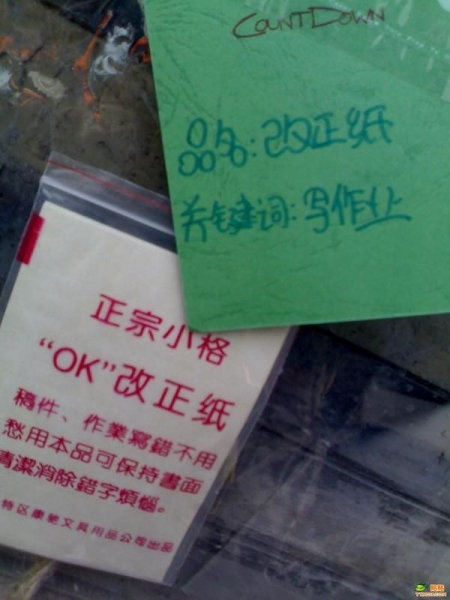 COUNTDOWN
品名:改正纸
关键词:写作业
正宗小格
“OK”改正纸
稿件、作業寫錯不用
愁用本品可保持書面
清潔消除錯字煩惱。
特区康艳文具用品公司出品